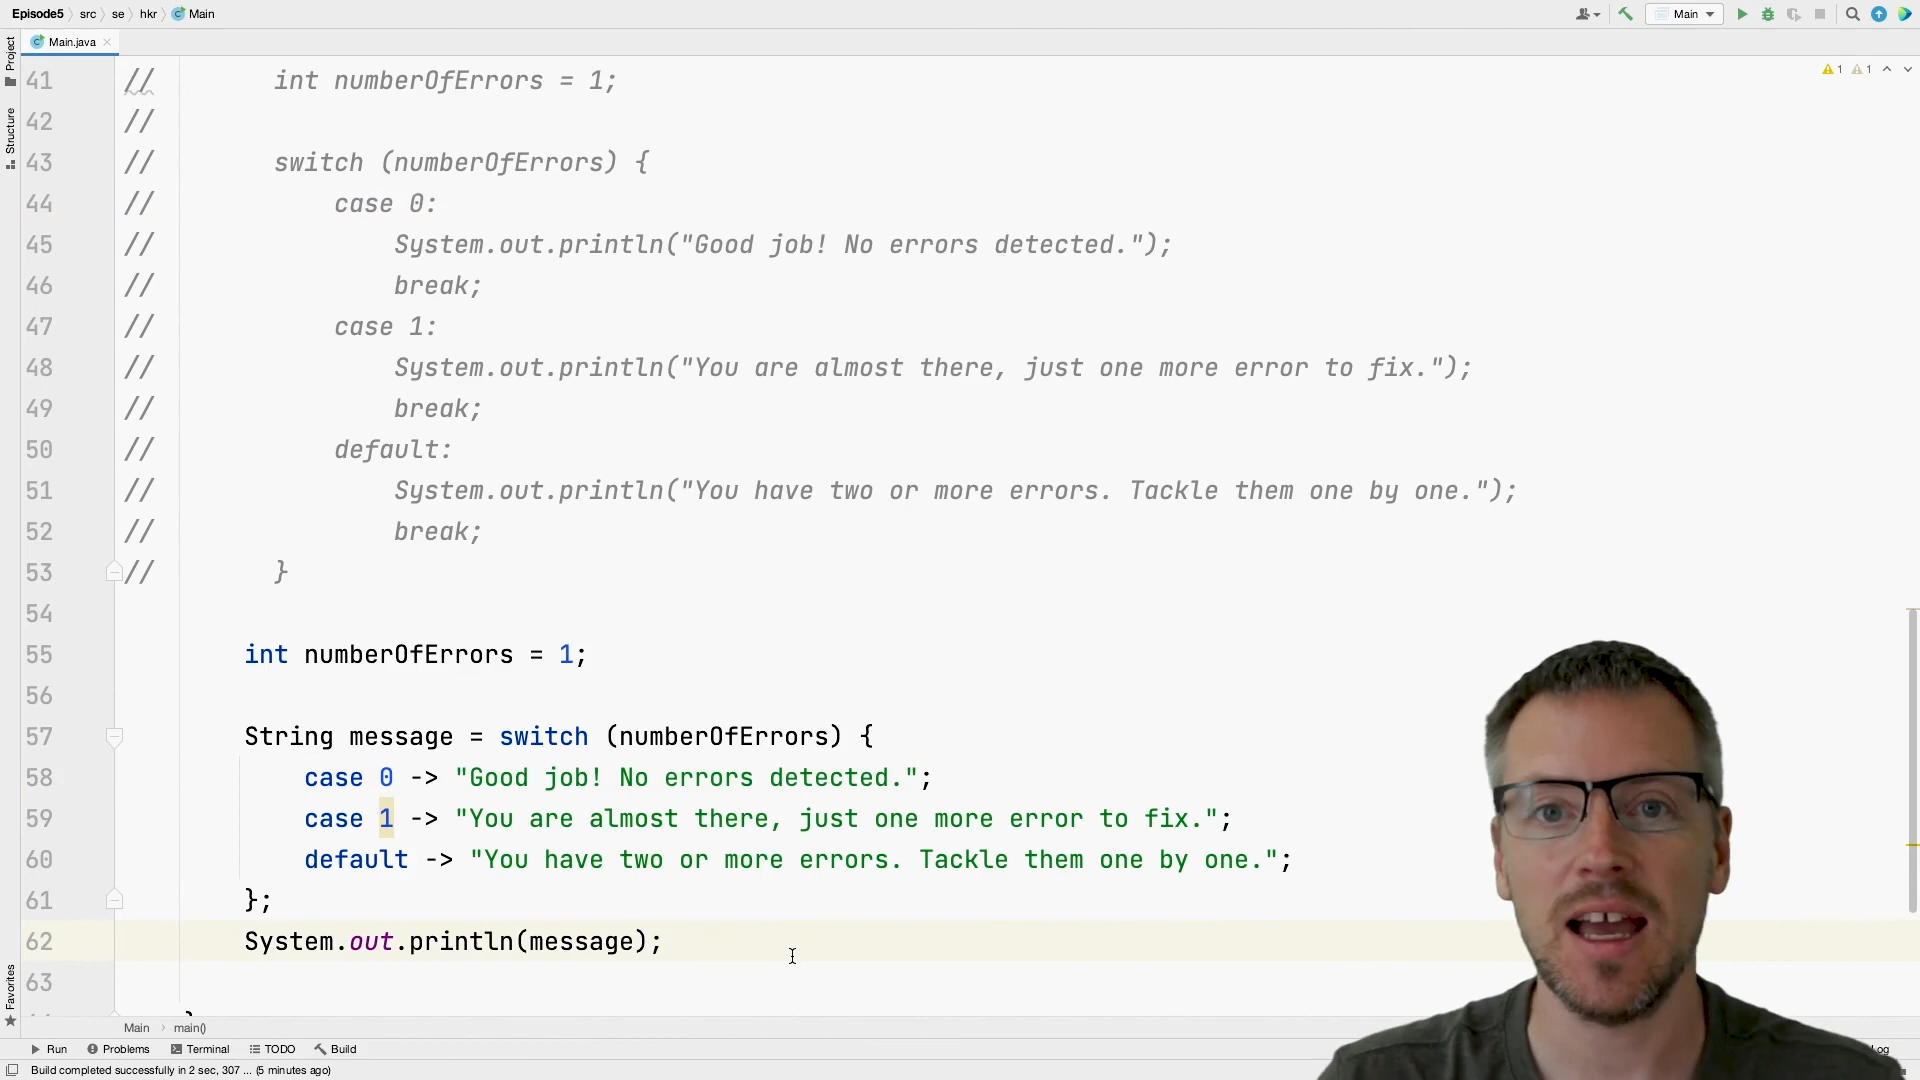 Episode5 src se hkr Main
Main
Main.java
1 1
Project
Structure
Favorites
41 // int numberOfErrors = 1;
42 //
43 // switch (numberOfErrors) {
44 // case 0:
45 // System.out.println("Good job! No errors detected.");
46 // break;
47 // case 1:
48 // System.out.println("You are almost there, just one more error to fix.");
49 // break;
50 // default:
51 // System.out.println("You have two or more errors. Tackle them one by one.");
52 // break;
53 // }
54
55 int numberOfErrors = 1;
56
57 String message = switch (numberOfErrors) {
58 case 0 -> "Good job! No errors detected.";
59 case 1 -> "You are almost there, just one more error to fix.";
60 default -> "You have two or more errors. Tackle them one by one.";
61 };
62 System.out.println(message);
63
Main main()
Run Problems Terminal TODO Build
Build completed successfully in 2 sec, 307 ... (5 minutes ago)